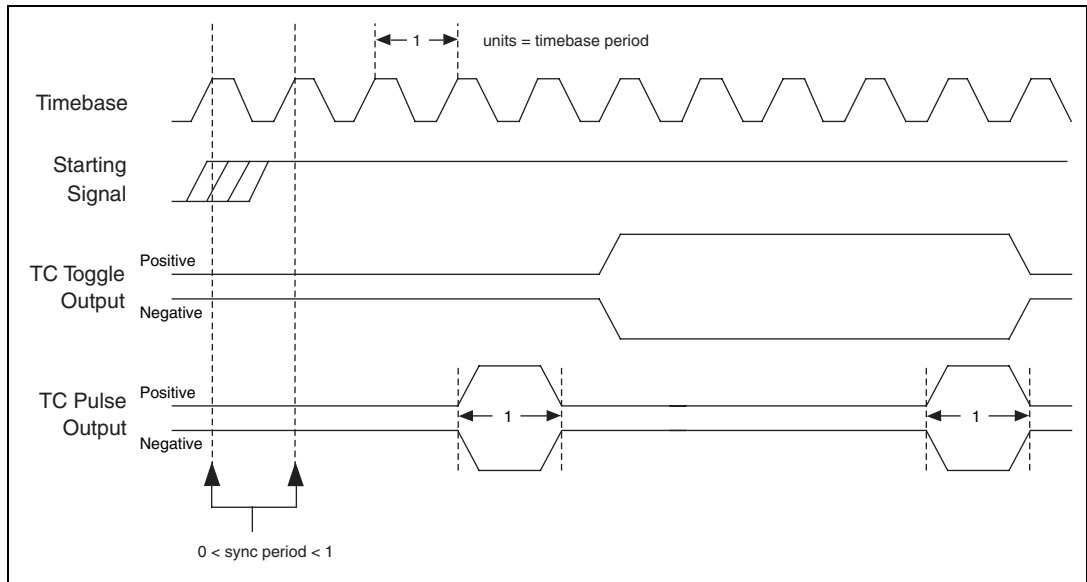 1
units = timebase period
Timebase
Starting
Signal
TC Toggle
Output
Positive
Negative
TC Pulse
Output
Positive
Negative
1
1
0 < sync period < 1